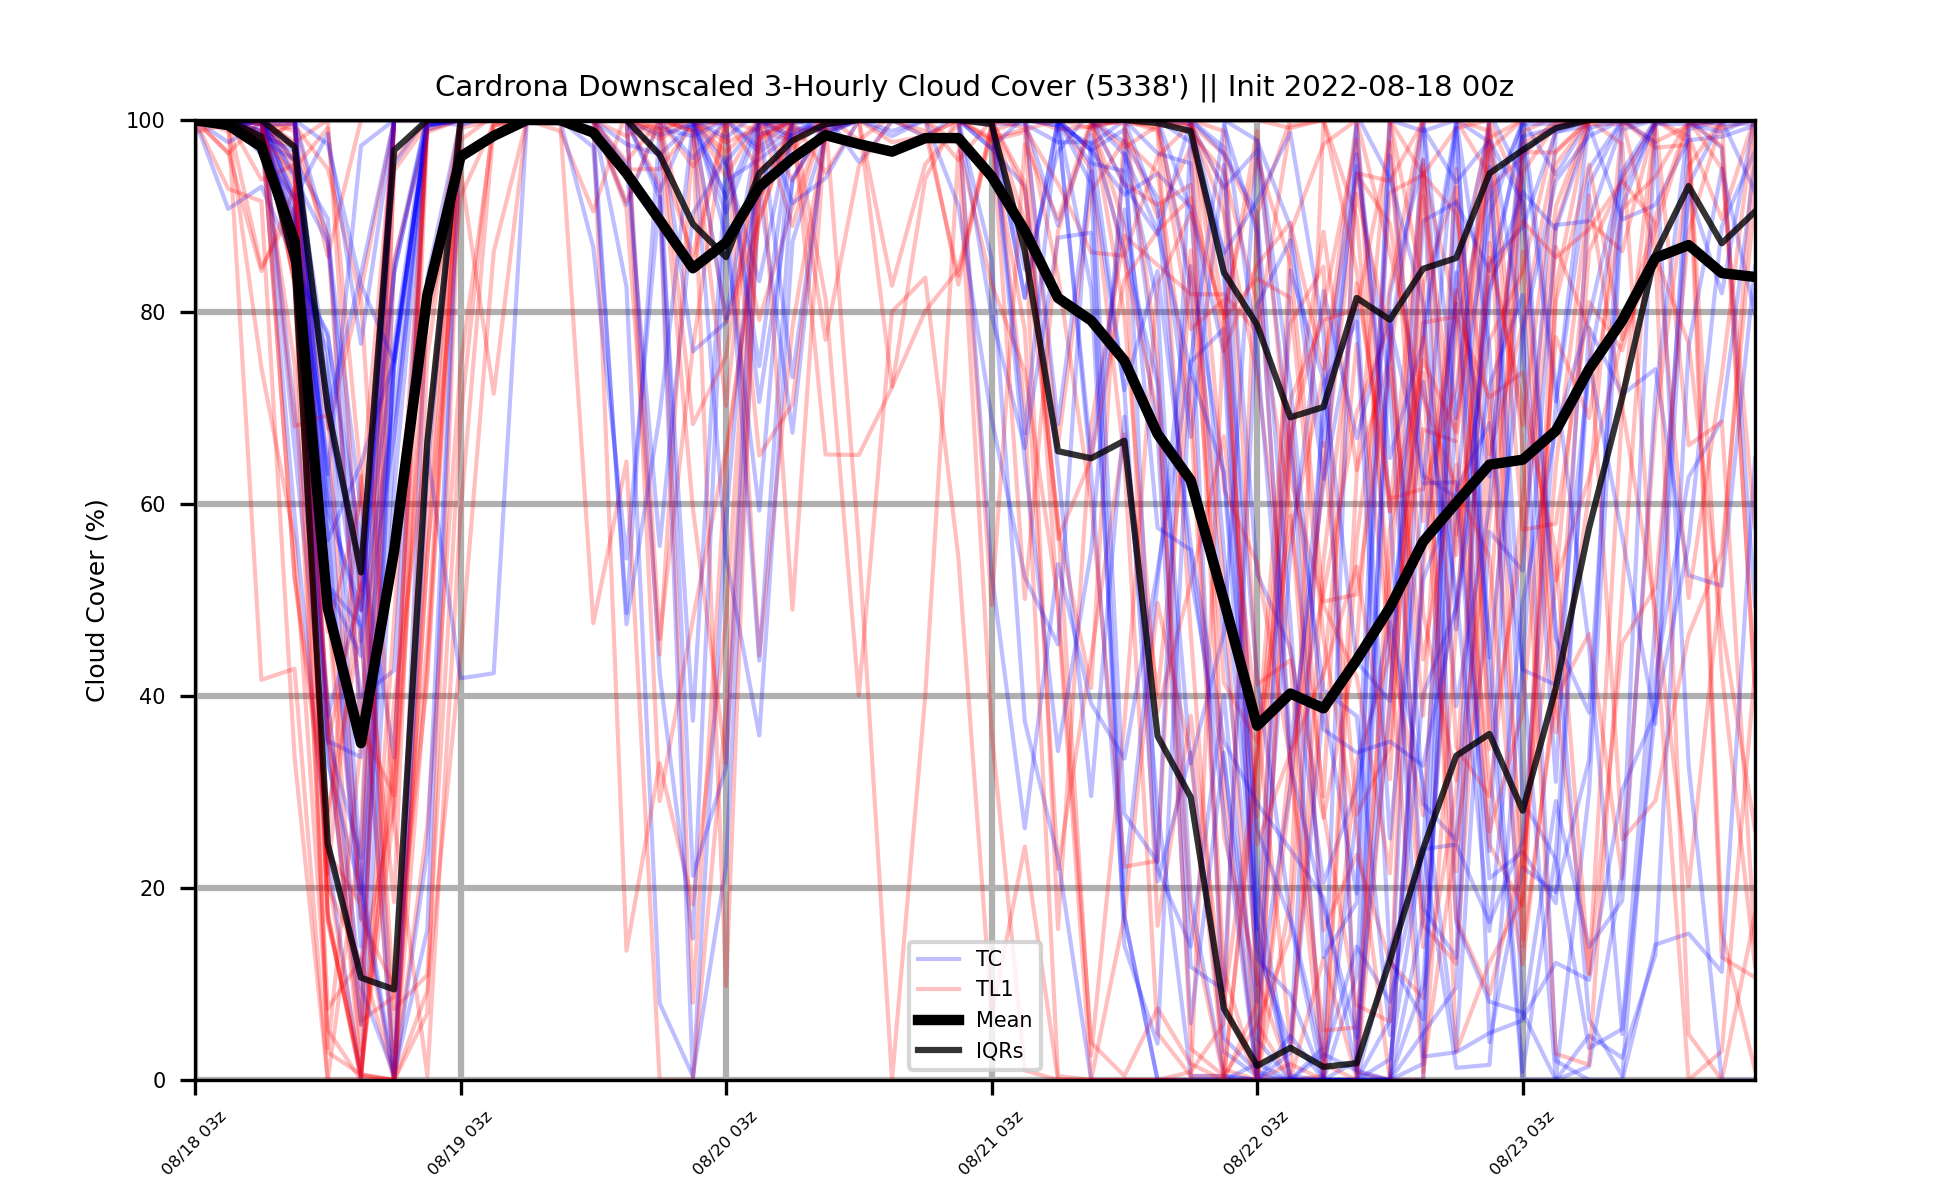 Cardrona Downscaled 3-Hourly Cloud Cover (5338') || Init 2022-08-18 00z
Cloud Cover (%)
100
80
60
40
20
0
TC
TL1
Mean
IQRs
08/18 03z
08/19 03z
08/20 03z
08/21 03z
08/22 03z
08/23 03z